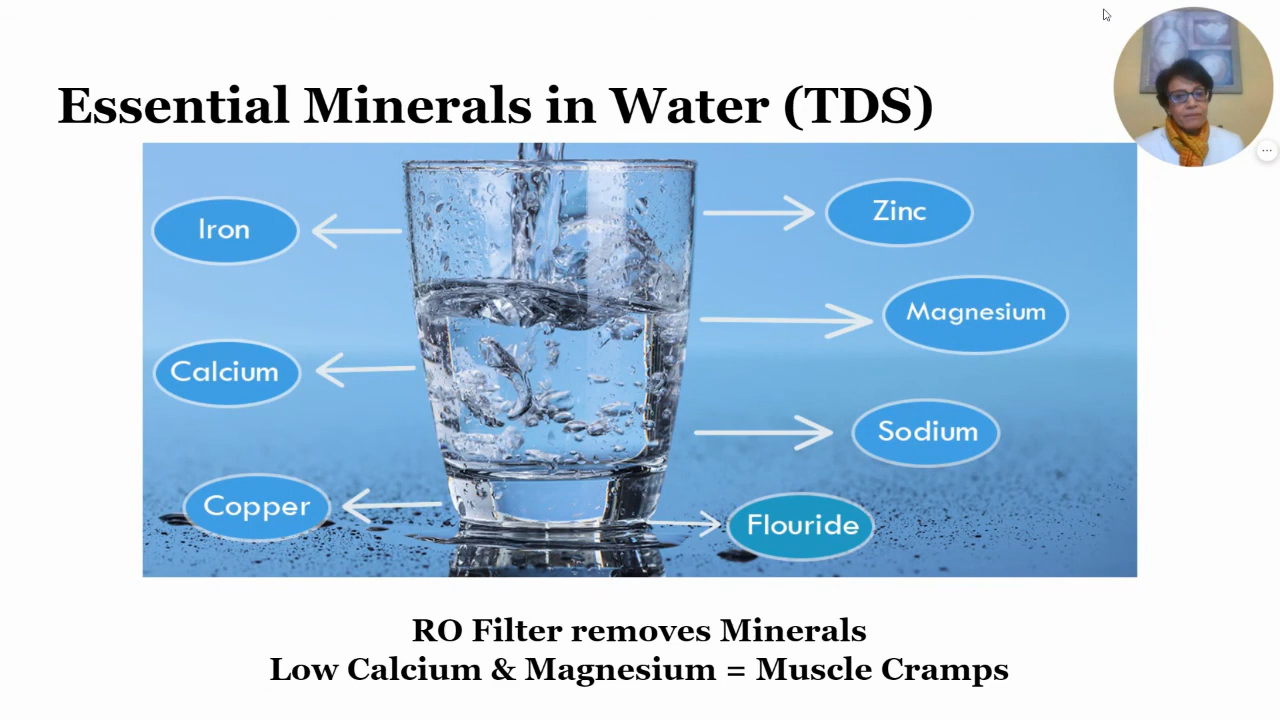 Essential Minerals in Water (TDS)
Iron
Zinc
Magnesium
Calcium
Sodium
Copper
Flouride
RO Filter removes Minerals
Low Calcium & Magnesium = Muscle Cramps